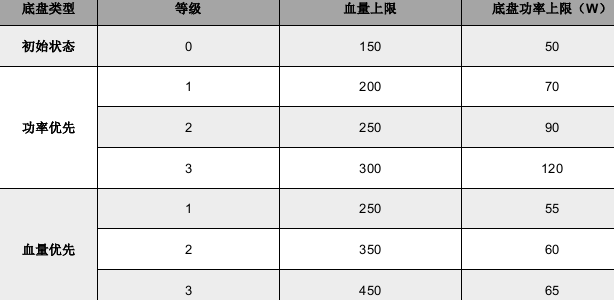 底盘类型 等级 血量上限 底盘功率上限（W）
初始状态 0 150 50
1 200 70
功率优先 2 250 90
3 300 120
1 250 55
血量优先 2 350 60
3 450 65